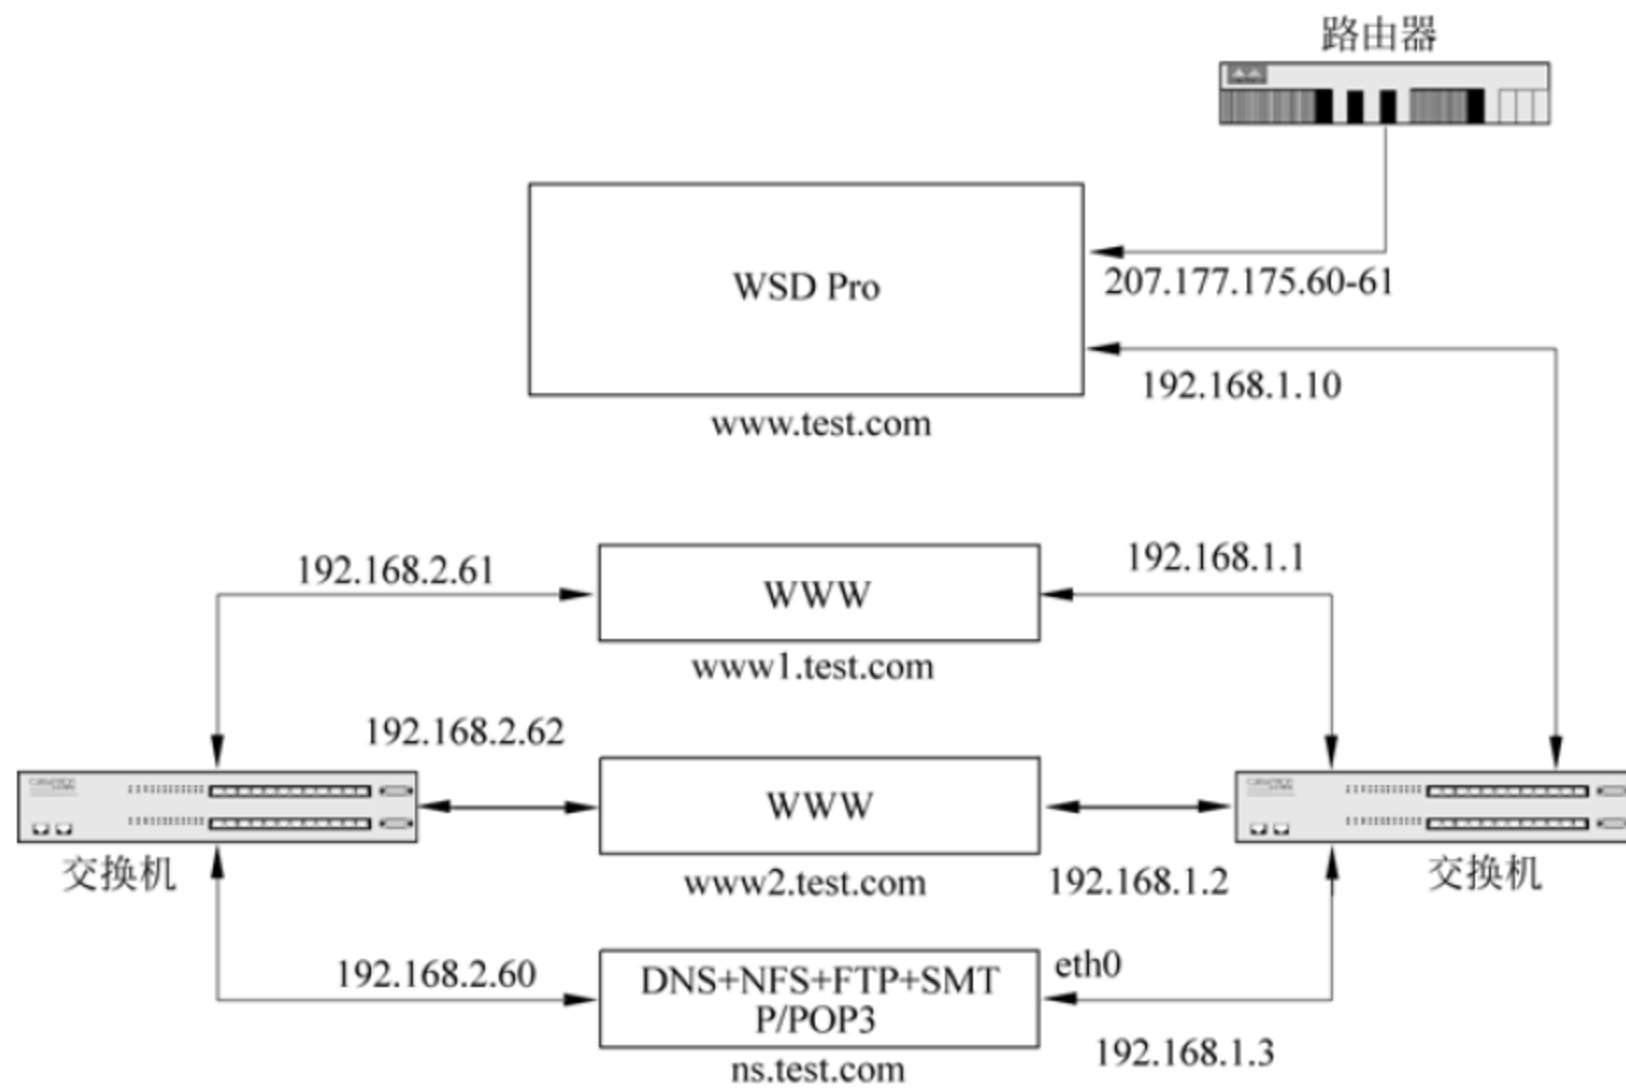 路由器
WSD Pro
207.177.175.60-61
192.168.1.10
www.test.com
192.168.2.61
WWW
192.168.1.1
www1.test.com
192.168.2.62
WWW
交换机
www2.test.com
192.168.1.2
交换机
192.168.2.60
DNS+NFS+FTP+SMT
P/POP3
eth0
192.168.1.3
ns.test.com